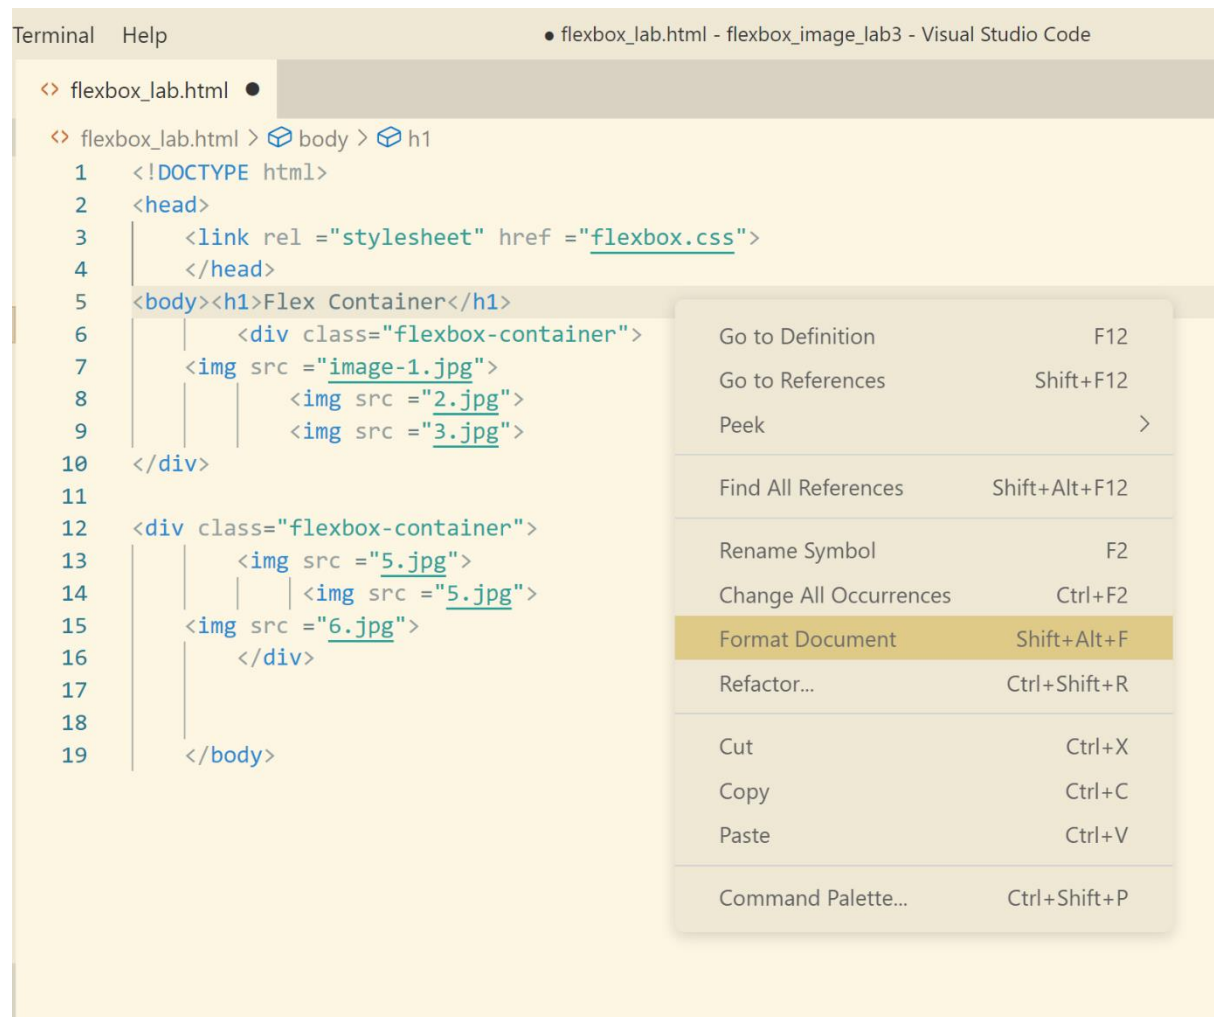 Terminal Help ● flexbox_lab.html - flexbox_image_lab3 - Visual Studio Code
<> flexbox_lab.html ●
<> flexbox_lab.html > body > h1
1 <!DOCTYPE html>
2 <head>
3 <link rel ="stylesheet" href ="flexbox.css">
4 </head>
5 <body><h1>Flex Container</h1>
6 <div class="flexbox-container">
7 <img src ="image-1.jpg">
8 <img src ="2.jpg">
9 <img src ="3.jpg">
10 </div>
11
12 <div class="flexbox-container">
13 <img src ="5.jpg">
14 <img src ="5.jpg">
15 <img src ="6.jpg">
16 </div>
17
18
19 </body>
Go to Definition F12
Go to References Shift+F12
Peek >
Find All References Shift+Alt+F12
Rename Symbol F2
Change All Occurrences Ctrl+F2
Format Document Shift+Alt+F
Refactor... Ctrl+Shift+R
Cut Ctrl+X
Copy Ctrl+C
Paste Ctrl+V
Command Palette... Ctrl+Shift+P